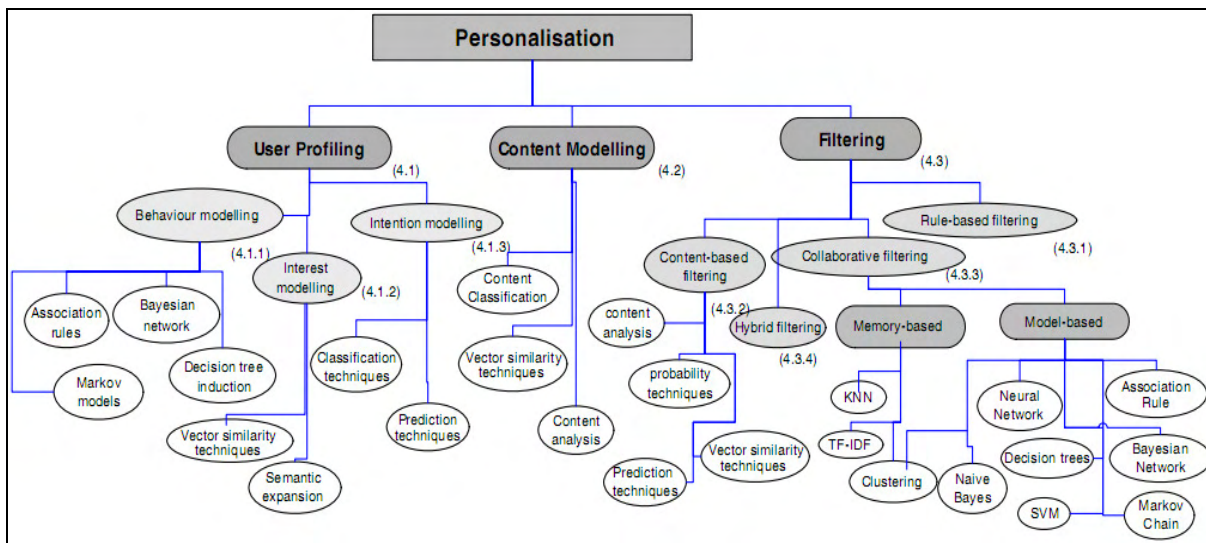 Personalisation
User Profiling
(4.1)
Content Modelling
(4.2)
Filtering
(4.3)
Behaviour modelling
(4.1.1)
Interest
modelling
(4.1.2)
Intention modelling
(4.1.3)
Rule-based filtering
(4.3.1)
Content-based
filtering
(4.3.2)
Collaborative filtering
(4.3.3)
Hybrid filtering
(4.3.4)
Memory-based
Model-based
Association
rules
Bayesian
network
Decision tree
induction
Markov
models
Vector similarity
techniques
Semantic
expansion
Classification
techniques
Prediction
techniques
Content
Classification
Vector similarity
techniques
Content
analysis
content
analysis
probability
techniques
Vector similarity
techniques
Prediction
techniques
KNN
TF-IDF
Clustering
Naive
Bayes
Neural
Network
Association
Rule
Decision trees
Bayesian
Network
SVM
Markov
Chain